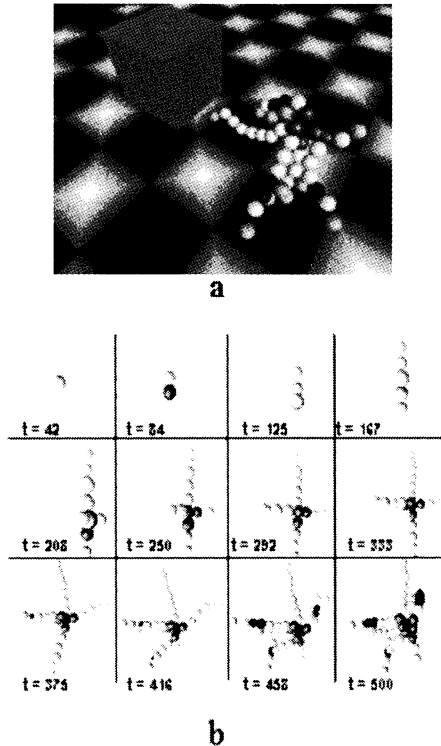 a
t = 42
t = 84
t = 125
t = 167
t = 208
t = 250
t = 292
t = 333
t = 375
t = 416
t = 458
t = 500
b